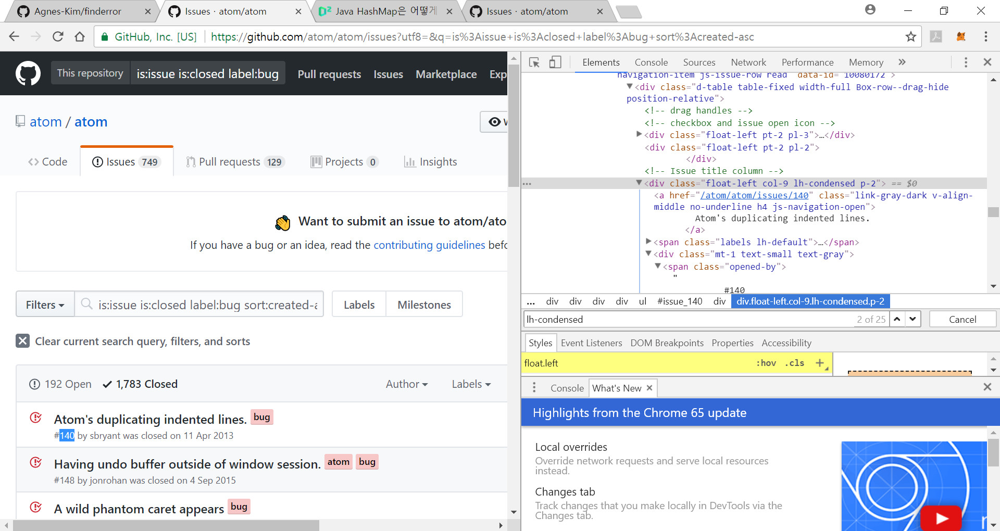 Agnes-Kim/finderror
Issues · atom/atom
Java HashMap은 어떻게
Issues · atom/atom
GitHub, Inc. [US]
https://github.com/atom/atom/issues?utf8=&q=is%3Aissue+is%3Aclosed+label%3Abug+sort%3Acreated-asc
This repository
is:issue is:closed label:bug
Pull requests
Issues
Marketplace
Exp
atom / atom
Code
Issues 749
Pull requests 129
Projects 0
Insights
Want to submit an issue to atom/ato
If you have a bug or an idea, read the contributing guidelines befo
Filters
is:issue is:closed label:bug sort:created-a
Labels
Milestones
Clear current search query, filters, and sorts
192 Open
1,783 Closed
Author
Labels
Atom's duplicating indented lines. bug
#140 by sbryant was closed on 11 Apr 2013
Having undo buffer outside of window session. atom bug
#148 by jonrohan was closed on 4 Sep 2015
A wild phantom caret appears bug
Elements
Console
Sources
Network
Performance
Memory
navigation-item js-issue-row read" data-id="10080172">
<div class="d-table table-fixed width-full Box-row--drag-hide
position-relative">
<!-- drag handles -->
<!-- checkbox and issue open icon -->
<div class="float-left pt-2 pl-3">…</div>
<div class="float-left pt-2 pl-2">
</div>
<!-- Issue title column -->
<div class="float-left col-9 lh-condensed p-2"> == $0
<a href="/atom/atom/issues/140" class="link-gray-dark v-align-
middle no-underline h4 js-navigation-open">
Atom's duplicating indented lines.
</a>
<span class="labels lh-default">…</span>
<div class="mt-1 text-small text-gray">
<span class="opened-by">
"
#140
... div div div div ul #issue_140 div div.float-left.col-9.lh-condensed.p-2
lh-condensed
2 of 25
Cancel
Styles
Event Listeners
DOM Breakpoints
Properties
Accessibility
float.left
:hov .cls +
Console
What's New
Highlights from the Chrome 65 update
Local overrides
Override network requests and serve local resources
instead.
Changes tab
Track changes that you make locally in DevTools via the
Changes tab.